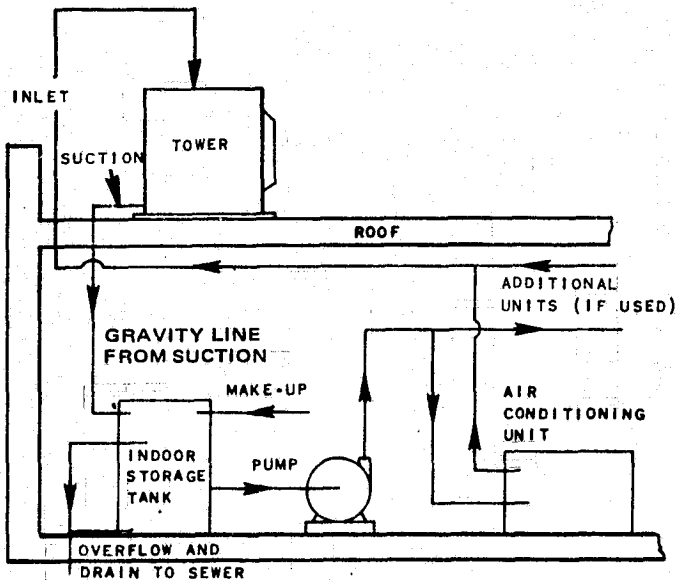 INLET
TOWER
SUCTION
ROOF
ADDITIONAL
UNITS (IF USED)
GRAVITY LINE
FROM SUCTION
MAKE-UP
AIR
CONDITIONING
UNIT
INDOOR
STORAGE
TANK
PUMP
OVERFLOW AND
DRAIN TO SEWER